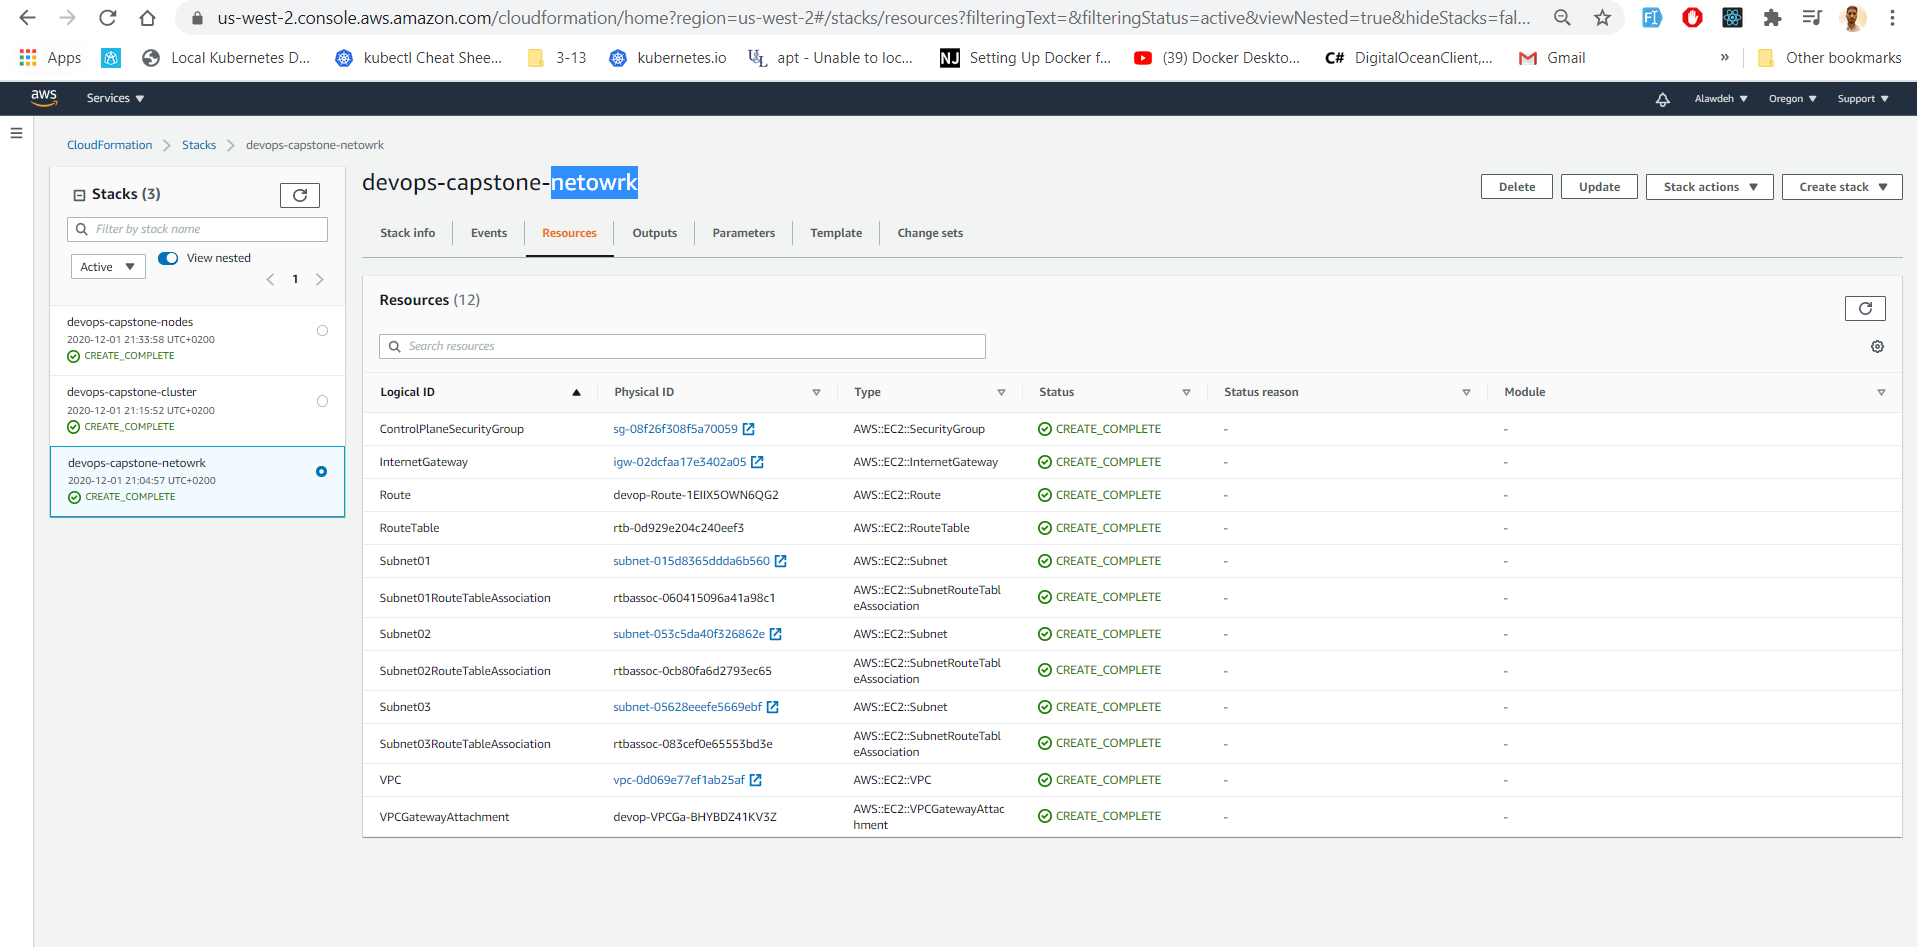 us-west-2.console.aws.amazon.com/cloudformation/home?region=us-west-2#/stacks/resources?filteringText=&filteringStatus=active&viewNested=true&hideStacks=fal...
Apps Local Kubernetes D... kubectl Cheat Shee... 3-13 kubernetes.io apt - Unable to loc... NJ Setting Up Docker f... (39) Docker Deskto... C# DigitalOceanClient,... Gmail » Other bookmarks
aws Services Alawdeh Oregon Support
CloudFormation Stacks devops-capstone-netowrk
Stacks (3)
Filter by stack name
Active View nested
1
devops-capstone-nodes
2020-12-01 21:33:58 UTC+0200
CREATE_COMPLETE
devops-capstone-cluster
2020-12-01 21:15:52 UTC+0200
CREATE_COMPLETE
devops-capstone-netowrk
2020-12-01 21:04:57 UTC+0200
CREATE_COMPLETE
devops-capstone-netowrk
Delete Update Stack actions Create stack
Stack info Events Resources Outputs Parameters Template Change sets
Resources (12)
Search resources
Logical ID Physical ID Type Status Status reason Module
ControlPlaneSecurityGroup sg-08f26f308f5a70059 AWS::EC2::SecurityGroup CREATE_COMPLETE - -
InternetGateway igw-02dcfaa17e3402a05 AWS::EC2::InternetGateway CREATE_COMPLETE - -
Route devop-Route-1EIIX5OWN6QG2 AWS::EC2::Route CREATE_COMPLETE - -
RouteTable rtb-0d929e204c240eef3 AWS::EC2::RouteTable CREATE_COMPLETE - -
Subnet01 subnet-015d8365ddda6b560 AWS::EC2::Subnet CREATE_COMPLETE - -
Subnet01RouteTableAssociation rtbassoc-060415096a41a98c1 AWS::EC2::SubnetRouteTabl
eAssociation CREATE_COMPLETE - -
Subnet02 subnet-053c5da40f326862e AWS::EC2::Subnet CREATE_COMPLETE - -
Subnet02RouteTableAssociation rtbassoc-0cb80fa6d2793ec65 AWS::EC2::SubnetRouteTabl
eAssociation CREATE_COMPLETE - -
Subnet03 subnet-05628eeefe5669ebf AWS::EC2::Subnet CREATE_COMPLETE - -
Subnet03RouteTableAssociation rtbassoc-083cef0e65553bd3e AWS::EC2::SubnetRouteTabl
eAssociation CREATE_COMPLETE - -
VPC vpc-0d069e77ef1ab25af AWS::EC2::VPC CREATE_COMPLETE - -
VPCGatewayAttachment devop-VPCGa-BHYBDZ41KV3Z AWS::EC2::VPCGatewayAttac
hment CREATE_COMPLETE - -